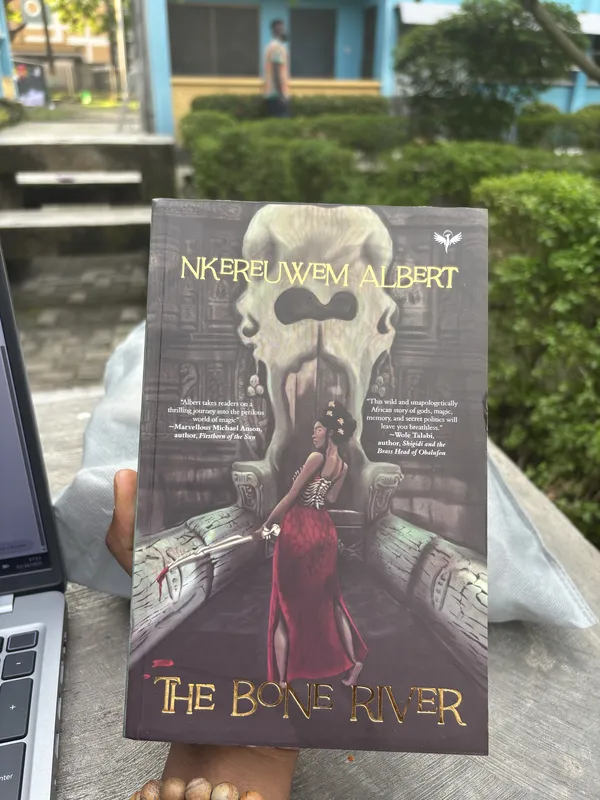 NKEREUWEM ALBERT
"Albert takes readers on a
thrilling journey into the perilous
world of magic."
~Marvellous Michael Anson,
author, Firstborn of the Sun
"This wild and unapologetically
African story of gods, magic,
memory, and secret politics will
leave you breathless."
~Wole Talabi,
author, Shigidi and the
Brass Head of Obalufon
THE BONE RIVER
enter